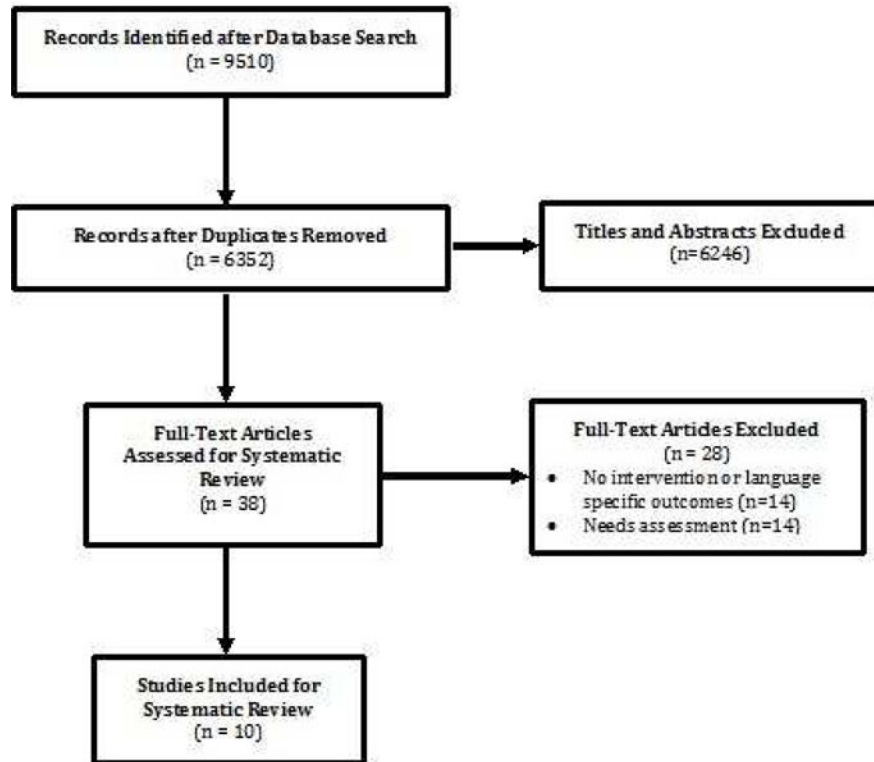 Records Identified after Database Search
(n = 9510)
Records after Duplicates Removed
(n = 6352)
Titles and Abstracts Excluded
(n=6246)
Full-Text Articles
Assessed for Systematic
Review
(n = 38)
Full-Text Articles Excluded
(n = 28)
• No intervention or language
specific outcomes (n=14)
• Needs assessment (n=14)
Studies Included for
Systematic Review
(n = 10)